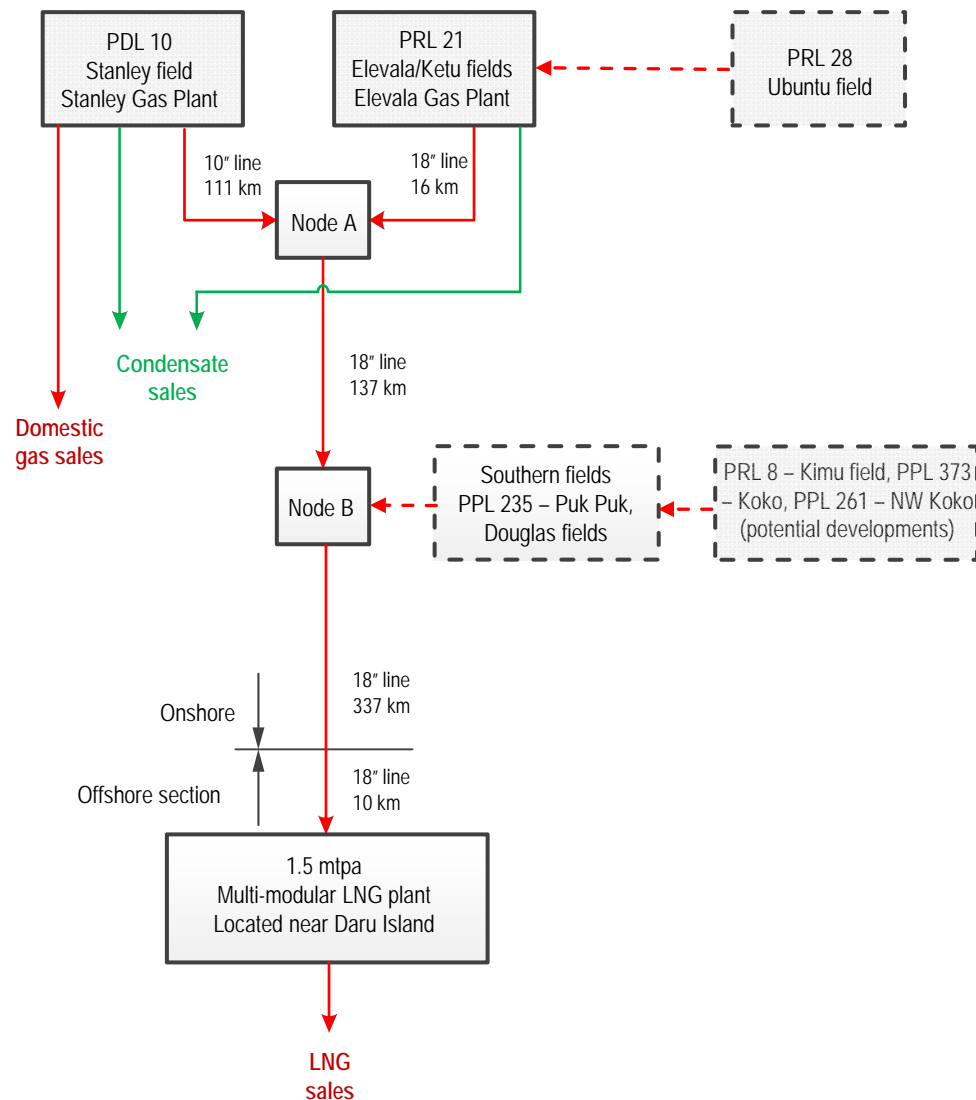 PDL 10
Stanley field
Stanley Gas Plant
PRL 21
Elevala/Ketu fields
Elevala Gas Plant
PRL 28
Ubuntu field
10” line
111 km
18” line
16 km
Node A
Condensate
sales
18” line
137 km
Domestic
gas sales
Node B
Southern fields
PPL 235 – Puk Puk,
Douglas fields
PRL 8 – Kimu field, PPL 373
– Koko, PPL 261 – NW Koko
(potential developments)
Onshore
18” line
337 km
Offshore section
18” line
10 km
1.5 mtpa
Multi-modular LNG plant
Located near Daru Island
LNG
sales